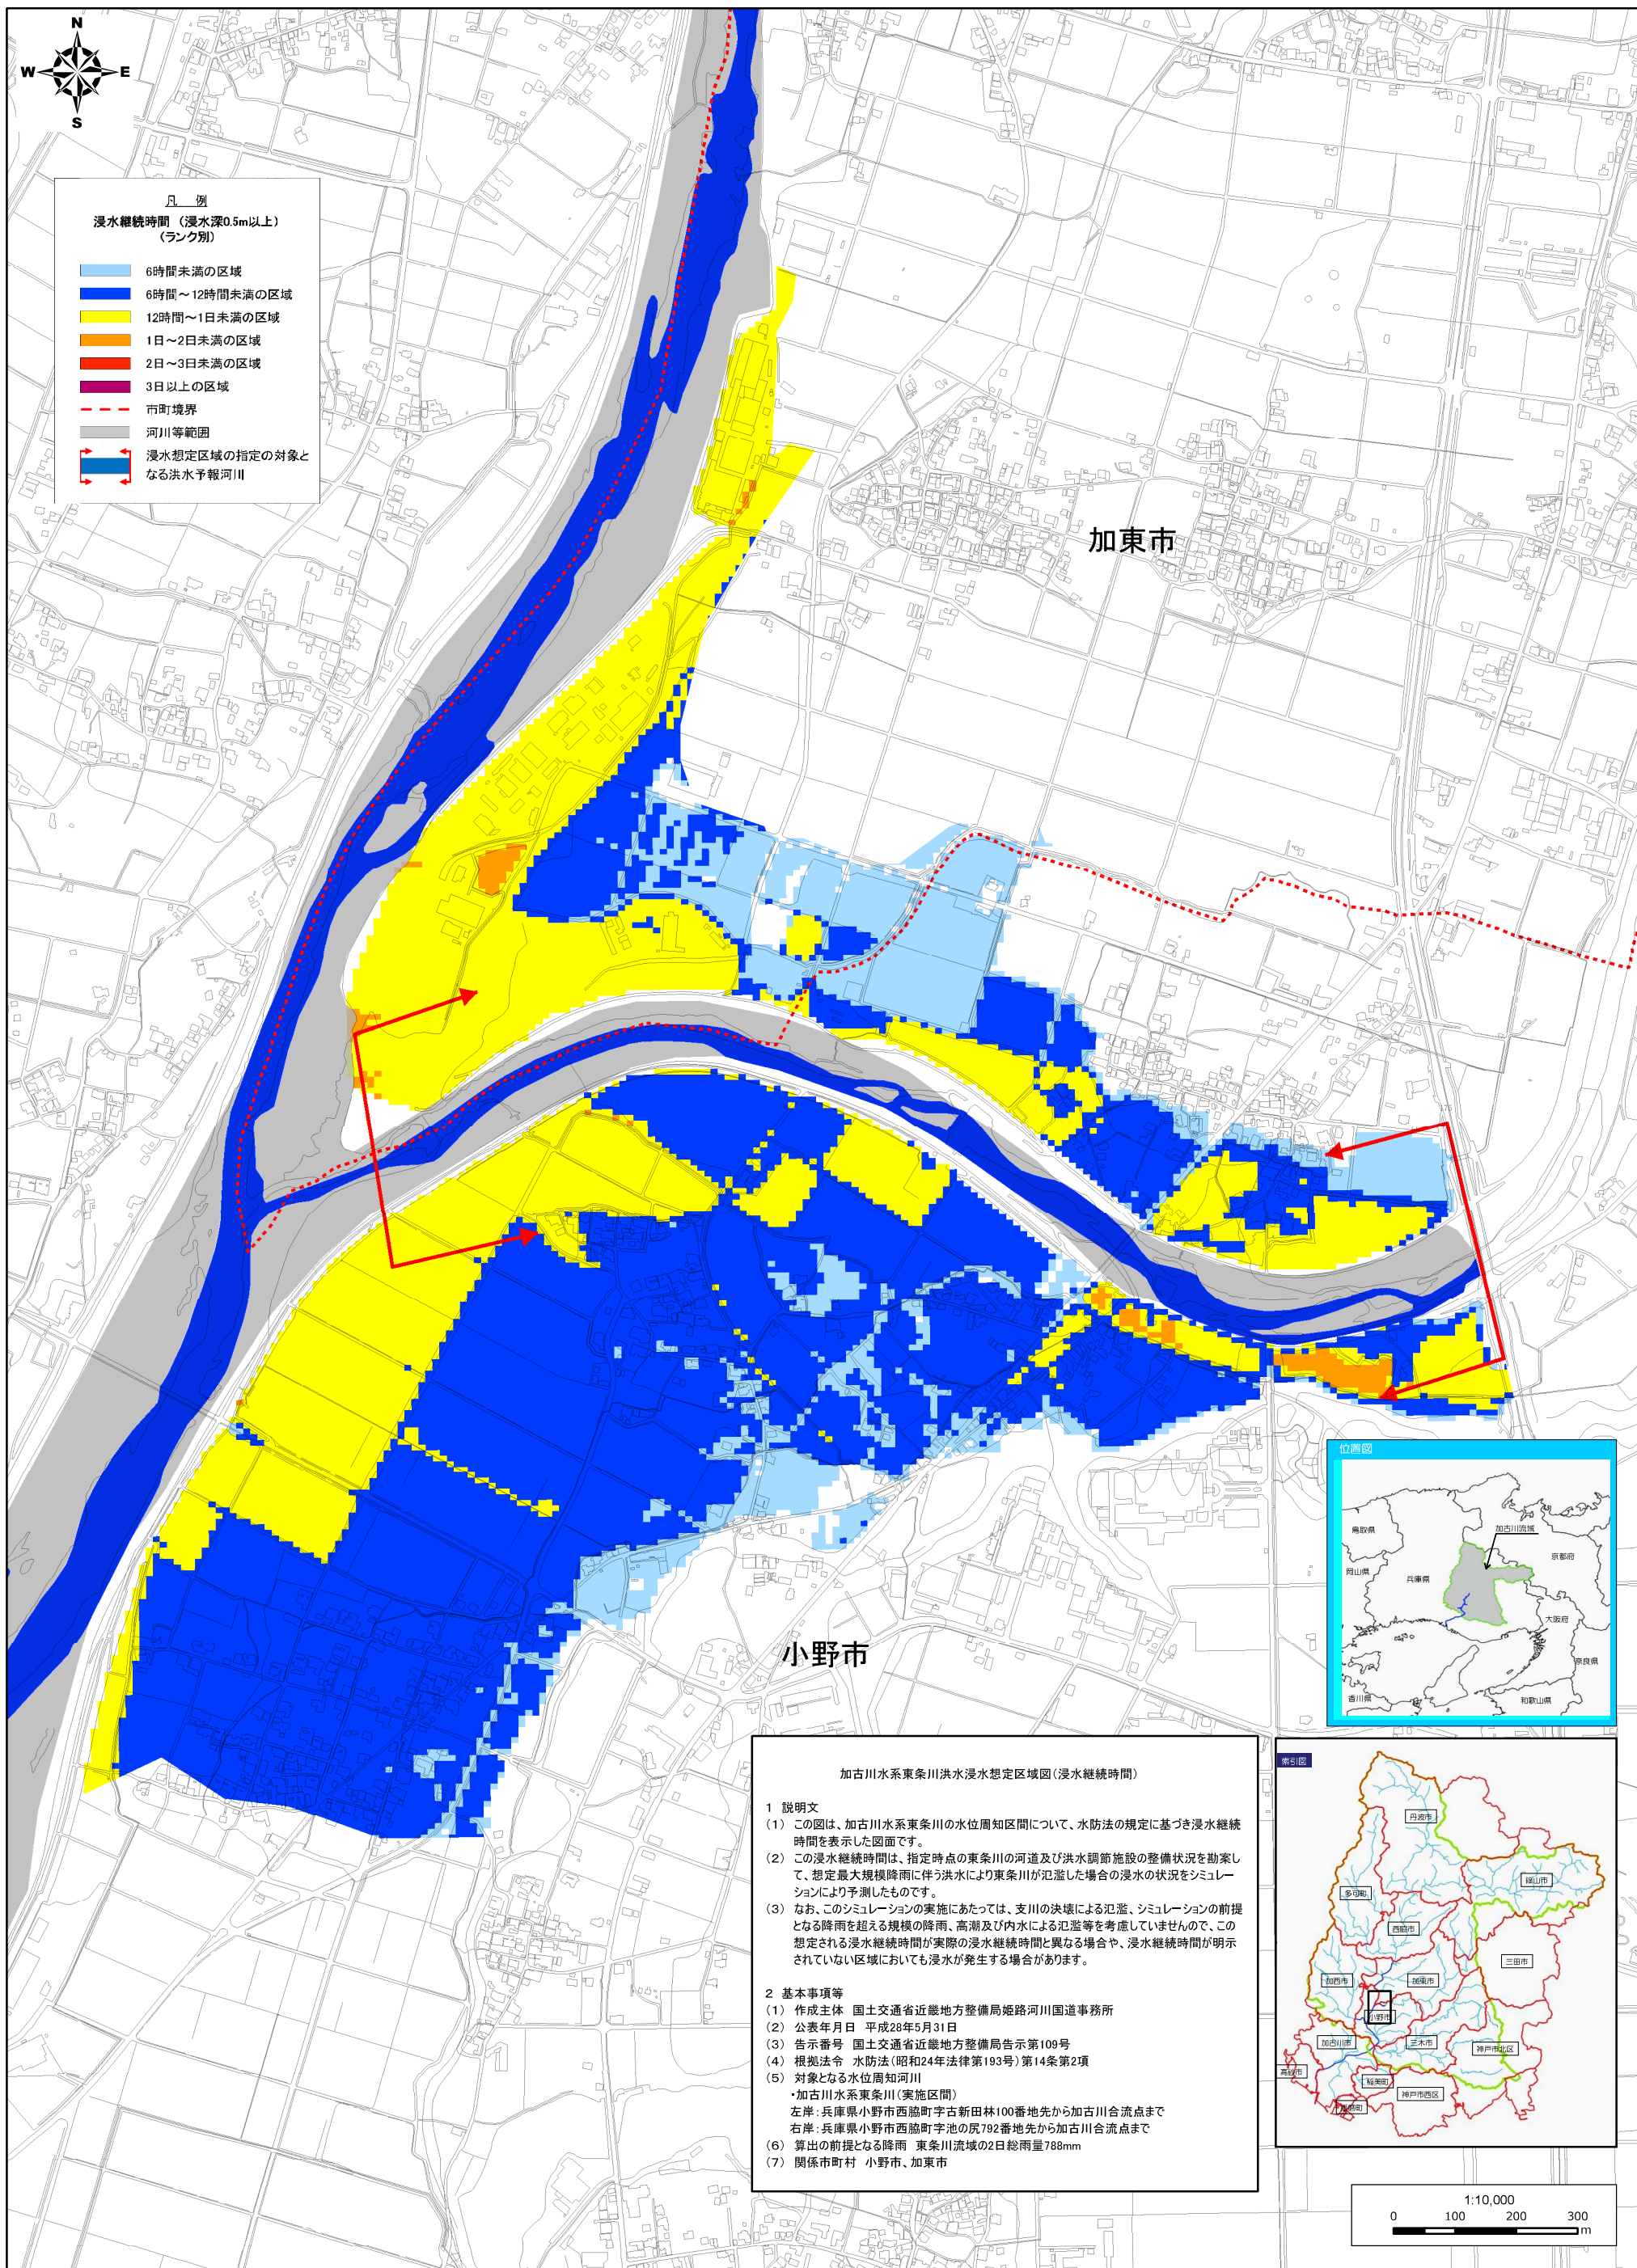 N
W
E
S
凡　例
浸水継続時間 (浸水深0.5m以上)
(ランク別)
6時間未満の区域
6時間～12時間未満の区域
12時間～1日未満の区域
1日～2日未満の区域
2日～3日未満の区域
3日以上の区域
市町境界
河川等範囲
浸水想定区域の指定の対象と
なる洪水予報河川
加東市
175
小野市
位置図
鳥取県
加古川流域
京都府
岡山県
兵庫県
大阪府
奈良県
香川県
和歌山県
加古川水系東条川洪水浸水想定区域図(浸水継続時間)
1 説明文
(1) この図は、加古川水系東条川の水位周知区間について、水防法の規定に基づき浸水継続
時間を表示した図面です。
(2) この浸水継続時間は、指定時点の東条川の河道及び洪水調節施設の整備状況を勘案し
て、想定最大規模降雨に伴う洪水により東条川が氾濫した場合の浸水の状況をシミュレー
ションにより予測したものです。
(3) なお、このシミュレーションの実施にあたっては、支川の決壊による氾濫、シミュレーションの前提
となる降雨を超える規模の降雨、高潮及び内水による氾濫等を考慮していませんので、この
想定される浸水継続時間が実際の浸水継続時間と異なる場合や、浸水継続時間が明示
されていない区域においても浸水が発生する場合があります。
2 基本事項等
(1) 作成主体 国土交通省近畿地方整備局姫路河川国道事務所
(2) 公表年月日 平成28年5月31日
(3) 告示番号 国土交通省近畿地方整備局告示第109号
(4) 根拠法令 水防法(昭和24年法律第193号)第14条第2項
(5) 対象となる水位周知河川
・加古川水系東条川(実施区間)
左岸:兵庫県小野市西脇町字古新田林100番地先から加古川合流点まで
右岸:兵庫県小野市西脇町字池の尻792番地先から加古川合流点まで
(6) 算出の前提となる降雨 東条川流域の2日総雨量788mm
(7) 関係市町村 小野市、加東市
索引図
丹波市
篠山市
多可町
西脇市
三田市
加西市
加東市
小野市
加古川市
三木市
神戸市北区
高砂市
稲美町
神戸市西区
播磨町
1:10,000
0 100 200 300
m